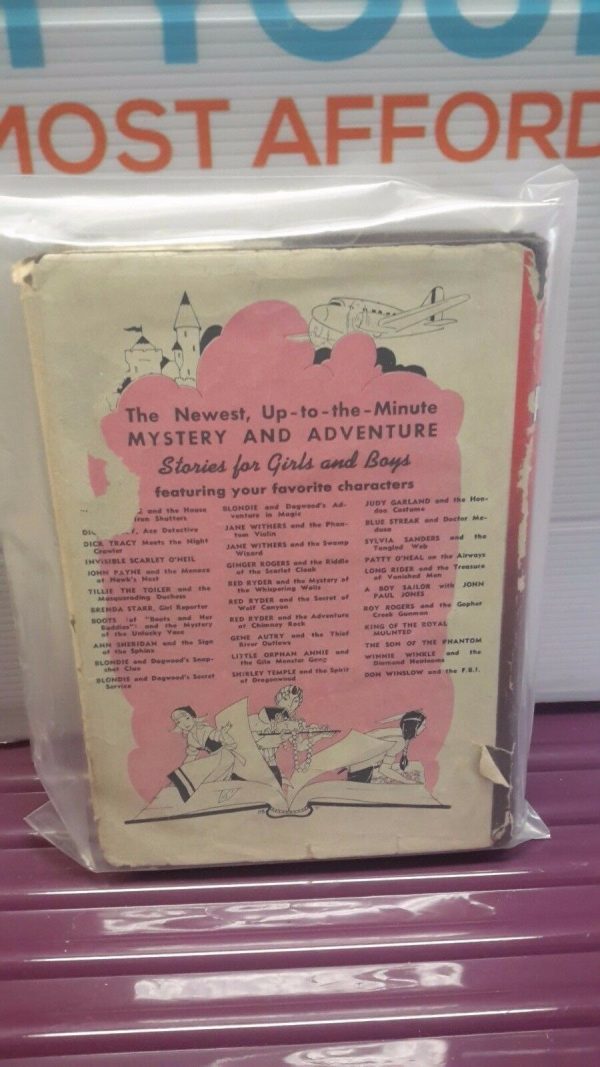 YOUR
MOST AFFORD
The Newest, Up-to-the-Minute
MYSTERY AND ADVENTURE
Stories for Girls and Boys
featuring your favorite characters
and the House
Iron Shutters
Ace Detective
DICK TRACY Meets the Night
Crawler
INVISIBLE SCARLET O'NEIL
JOHN PAYNE and the Menace
at Hawk's Nest
TILLIE THE TOILER and the
Masquerading Duchess
BRENDA STARR, Girl Reporter
BOOTS (of "Boots and Her
Buddies") and the Mystery
of the Unlucky Vase
ANN SHERIDAN and the Sign
of the Sphinx
BLONDIE and Dagwood's Snap-
shot Clue
BLONDIE and Dagwood's Secret
Service
BLONDIE and Dagwood's Ad-
venture in Magic
JANE WITHERS and the Phan-
tom Violin
JANE WITHERS and the Swamp
Wizard
GINGER ROGERS and the Riddle
of the Scarlet Cloak
RED RYDER and the Mystery of
the Whispering Walls
RED RYDER and the Secret of
Wolf Canyon
RED RYDER and the Adventure
at Chimney Rock
GENE AUTRY and the Thief
River Outlaws
LITTLE ORPHAN ANNIE and
the Gila Monster Gang
SHIRLEY TEMPLE and the Spirit
of Dragonwood
JUDY GARLAND and the Hoo-
doo Costume
BLUE STREAK and Doctor Me-
dusa
SYLVIA SANDERS and the
Tangled Web
PATTY O'NEAL on the Airways
LONG RIDER and the Treasure
of Vanished Men
A BOY SAILOR with JOHN
PAUL JONES
ROY ROGERS and the Gopher
Creek Gunman
KING OF THE ROYAL
MOUNTED
THE SON OF THE PHANTOM
WINNIE WINKLE and the
Diamond Heirlooms
DON WINSLOW and the F.B.I.